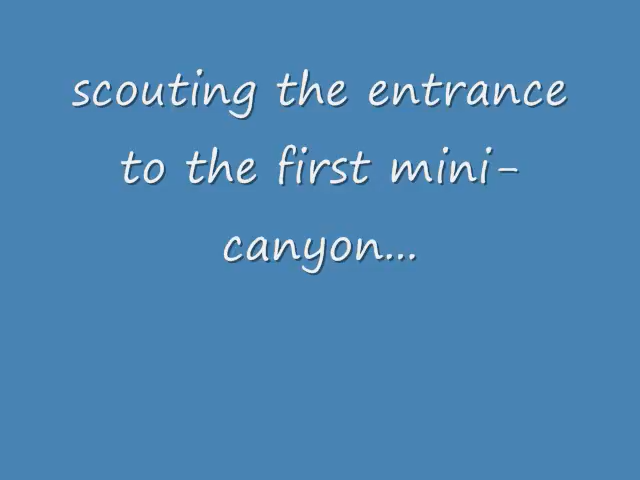 scouting the entrance
to the first mini-
canyon...